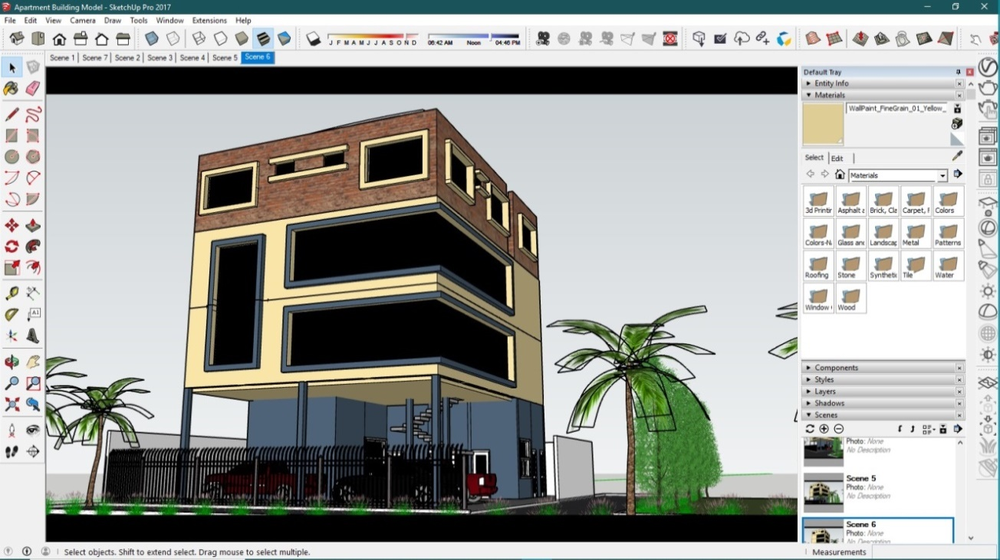 Apartment Building Model - SketchUp Pro 2017
File Edit View Camera Draw Tools Window Extensions Help
J F M A M J J A S O N D 06:42 AM Noon 04:46 PM
Scene 1 Scene 7 Scene 2 Scene 3 Scene 4 Scene 5 Scene 6
Default Tray
Entity Info
Materials
WallPaint_FineGrain_01_Yellow_
Select Edit
Materials
3d Printin Asphalt a Brick, Cla Carpet, F Colors
Colors-Na Glass and Landscap Metal Patterns
Roofing Stone Syntheti Tile Water
Window Wood
A1
Components
Styles
Layers
Shadows
Scenes
Photo: None
No Description
Scene 5
Photo: None
No Description
Scene 6
Photo: None
No Description
Select objects. Shift to extend select. Drag mouse to select multiple.
Measurements